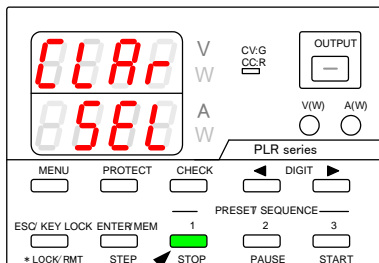 CLAr
SEL
V
W
A
W
CV:G
CC:R
OUTPUT
V(W) A(W)
PLR series
MENU PROTECT CHECK ◀ DIGIT ▶
PRESET/ SEQUENCE
ESC/ KEY LOCK ENTER/MEM 1 2 3
* LOCK/ RMT STEP STOP PAUSE START